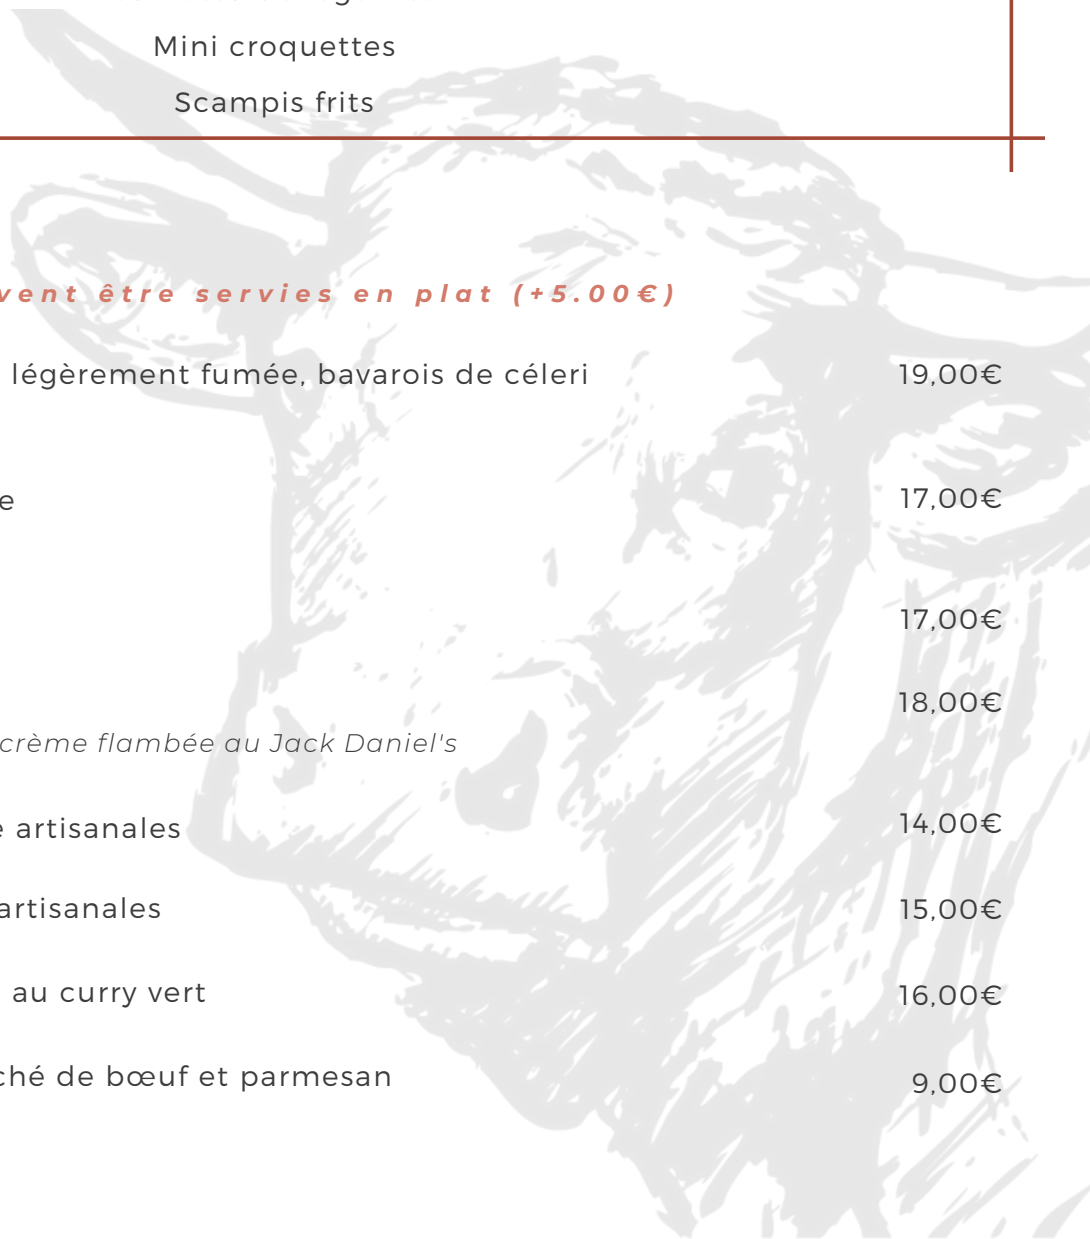 Mini croquettes
Scampis frits
être servies en plat (+5.00€)
légèrement fumée, bavarois de céleri 19,00€
17,00€
17,00€
18,00€
crème flambée au Jack Daniel's
artisanales 14,00€
artisanales 15,00€
au curry vert 16,00€
de bœuf et parmesan 9,00€